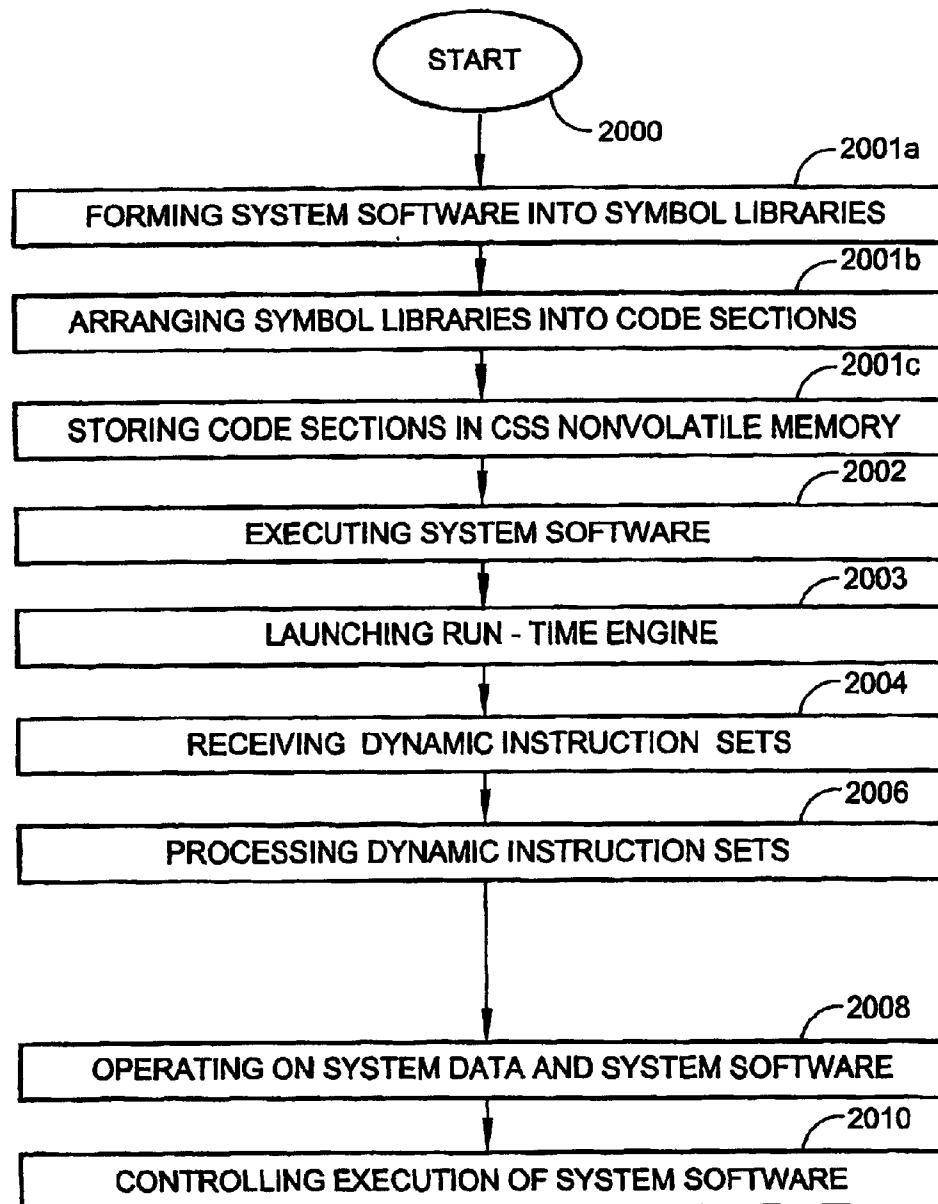 START
2000
2001a
FORMING SYSTEM SOFTWARE INTO SYMBOL LIBRARIES
2001b
ARRANGING SYMBOL LIBRARIES INTO CODE SECTIONS
2001c
STORING CODE SECTIONS IN CSS NONVOLATILE MEMORY
2002
EXECUTING SYSTEM SOFTWARE
2003
LAUNCHING RUN - TIME ENGINE
2004
RECEIVING DYNAMIC INSTRUCTION SETS
2006
PROCESSING DYNAMIC INSTRUCTION SETS
2008
OPERATING ON SYSTEM DATA AND SYSTEM SOFTWARE
2010
CONTROLLING EXECUTION OF SYSTEM SOFTWARE